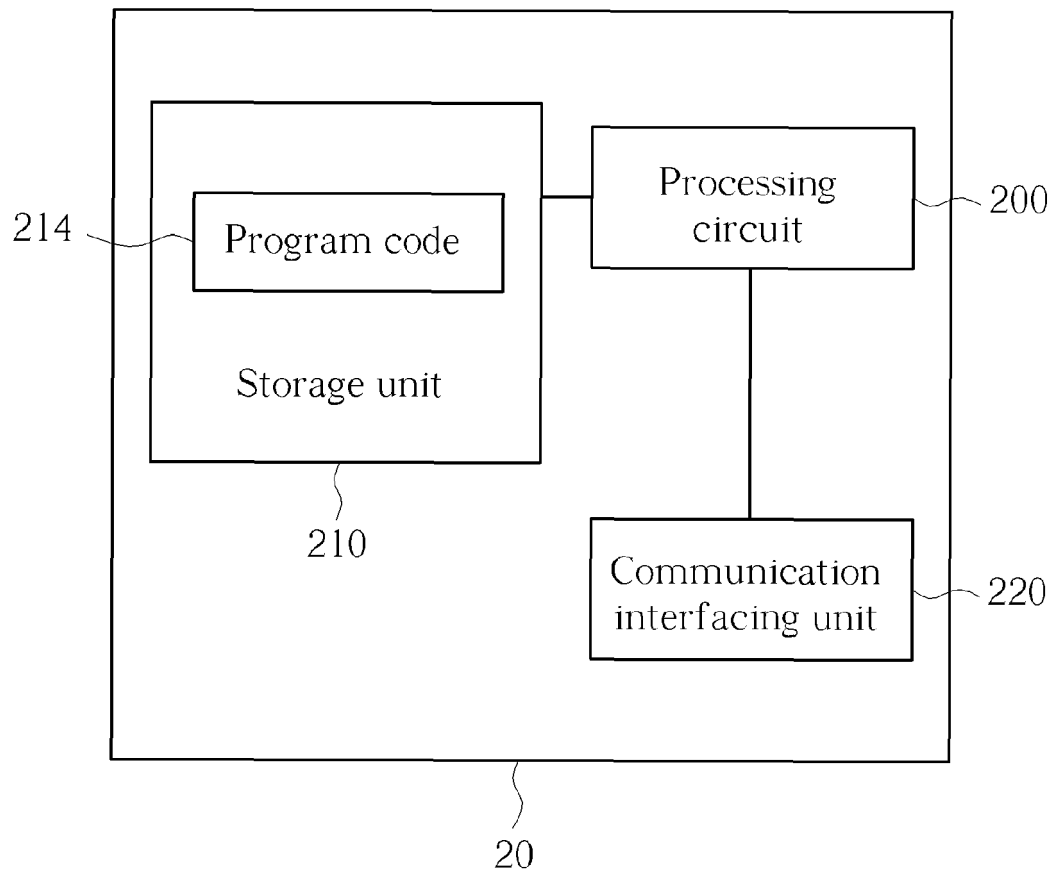 Processing
circuit
200
214
Program code
Storage unit
210
Communication
interfacing unit
220
20